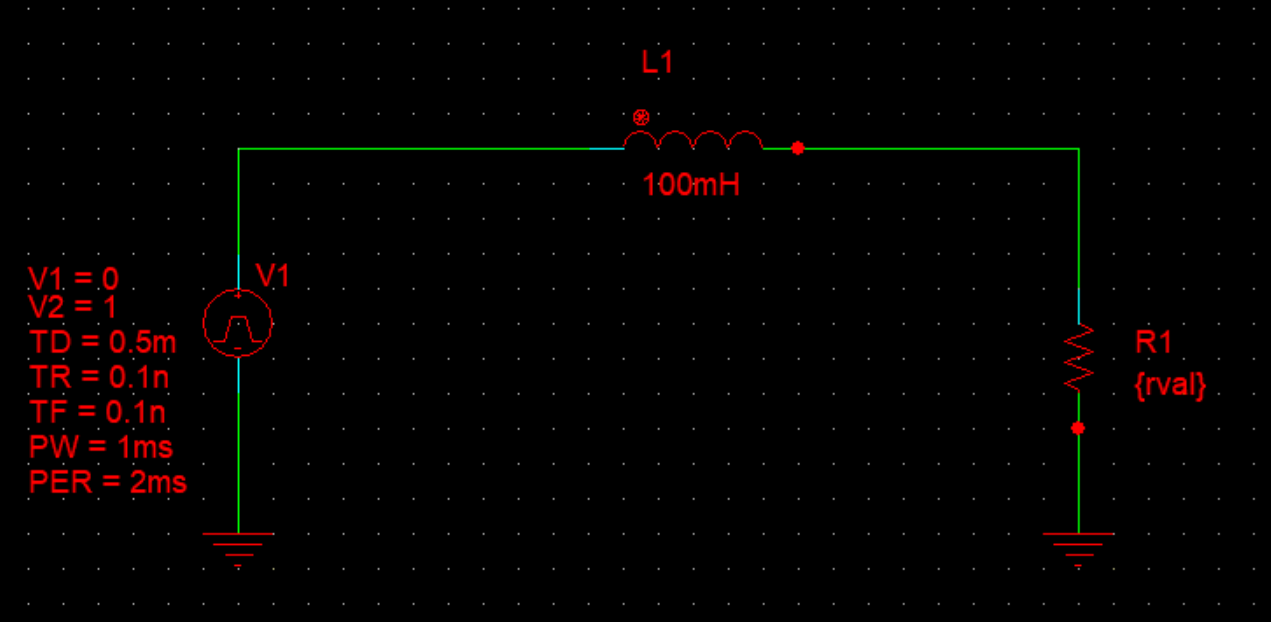 L1
100mH
V1
V1 = 0
V2 = 1
TD = 0.5m
TR = 0.1n
TF = 0.1n
PW = 1ms
PER = 2ms
R1
{rval}